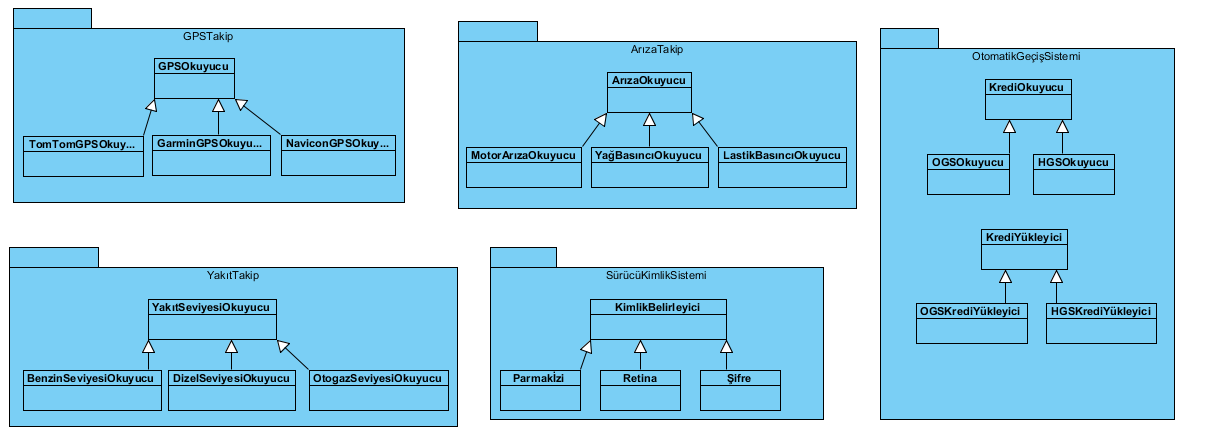 GPSTakip
GPSOkuyucu
TomTomGPSOkuy...
GarminGPSOkuyu...
NaviconGPSOkuy...
ArızaTakip
ArızaOkuyucu
MotorArızaOkuyucu
YağBasıncıOkuyucu
LastikBasıncıOkuyucu
OtomatikGeçişSistemi
KrediOkuyucu
OGSOkuyucu
HGSOkuyucu
KrediYükleyici
OGSKrediYükleyici
HGSKrediYükleyici
YakıtTakip
YakıtSeviyesiOkuyucu
BenzinSeviyesiOkuyucu
DizelSeviyesiOkuyucu
OtogazSeviyesiOkuyucu
SürücüKimlikSistemi
KimlikBelirleyici
Parmakİzi
Retina
Şifre